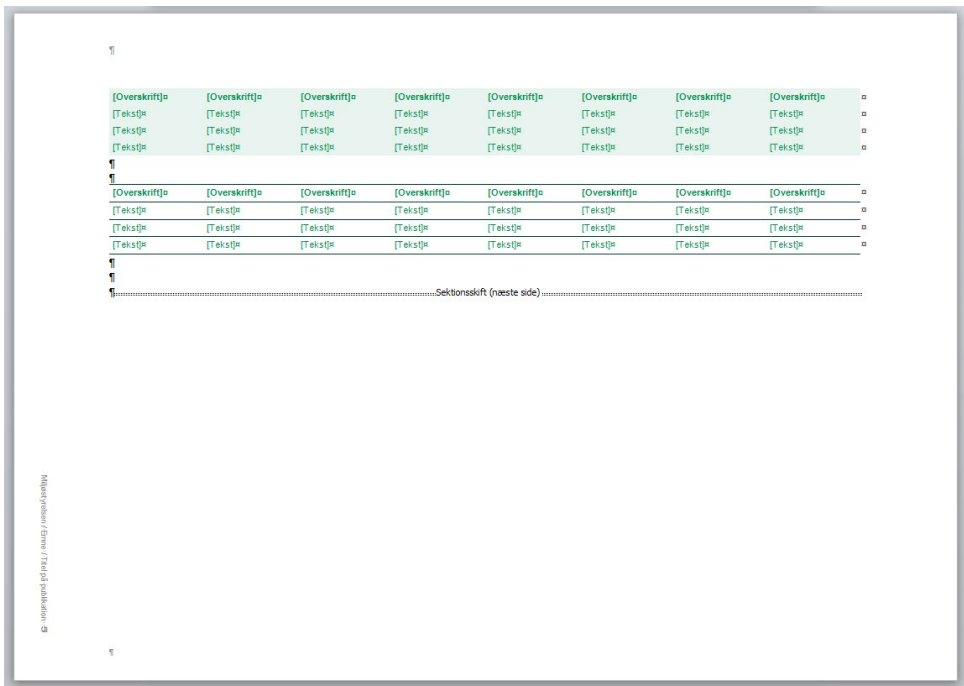 ¶
[Overskrift]¤ [Overskrift]¤ [Overskrift]¤ [Overskrift]¤ [Overskrift]¤ [Overskrift]¤ [Overskrift]¤ [Overskrift]¤ ¤
[Tekst]¤ [Tekst]¤ [Tekst]¤ [Tekst]¤ [Tekst]¤ [Tekst]¤ [Tekst]¤ [Tekst]¤ ¤
[Tekst]¤ [Tekst]¤ [Tekst]¤ [Tekst]¤ [Tekst]¤ [Tekst]¤ [Tekst]¤ [Tekst]¤ ¤
[Tekst]¤ [Tekst]¤ [Tekst]¤ [Tekst]¤ [Tekst]¤ [Tekst]¤ [Tekst]¤ [Tekst]¤ ¤
¶
¶
[Overskrift]¤ [Overskrift]¤ [Overskrift]¤ [Overskrift]¤ [Overskrift]¤ [Overskrift]¤ [Overskrift]¤ [Overskrift]¤ ¤
[Tekst]¤ [Tekst]¤ [Tekst]¤ [Tekst]¤ [Tekst]¤ [Tekst]¤ [Tekst]¤ [Tekst]¤ ¤
[Tekst]¤ [Tekst]¤ [Tekst]¤ [Tekst]¤ [Tekst]¤ [Tekst]¤ [Tekst]¤ [Tekst]¤ ¤
[Tekst]¤ [Tekst]¤ [Tekst]¤ [Tekst]¤ [Tekst]¤ [Tekst]¤ [Tekst]¤ [Tekst]¤ ¤
¶
¶
¶ Sektionsskift (næste side)
Miljøstyrelsen / Emne / Titel på publikation
¶